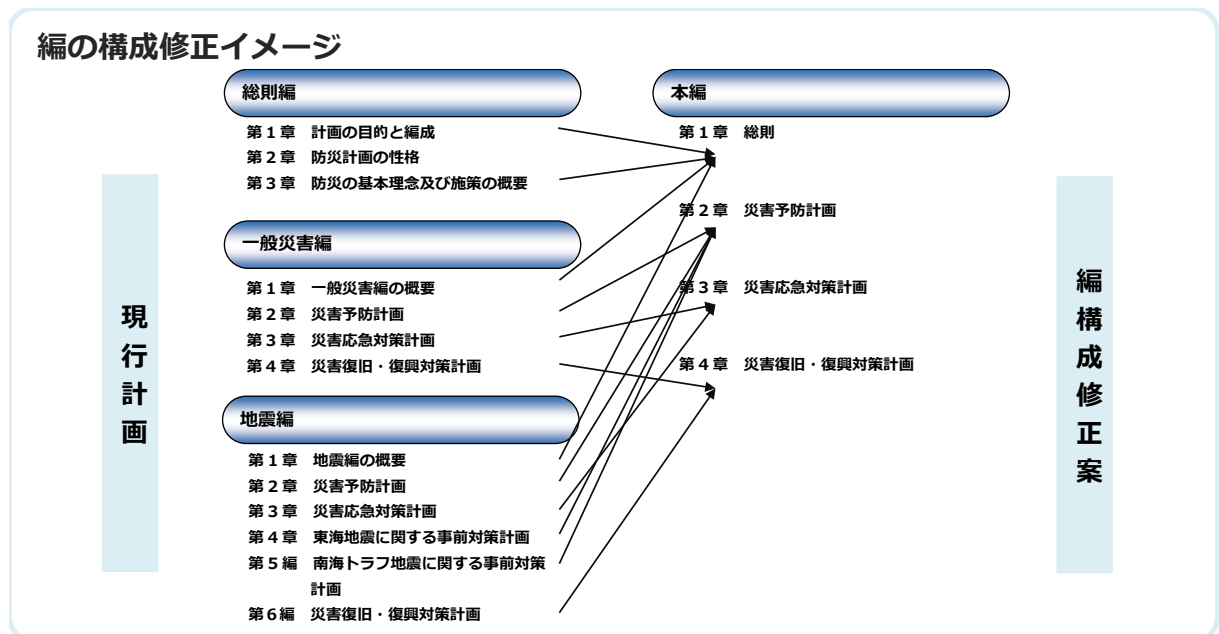 編の構成修正イメージ
現行計画
総則編
第1章 計画の目的と編成
第2章 防災計画の性格
第3章 防災の基本理念及び施策の概要
一般災害編
第1章 一般災害編の概要
第2章 災害予防計画
第3章 災害応急対策計画
第4章 災害復旧・復興対策計画
地震編
第1章 地震編の概要
第2章 災害予防計画
第3章 災害応急対策計画
第4章 東海地震に関する事前対策計画
第5編 南海トラフ地震に関する事前対策
計画
第6編 災害復旧・復興対策計画
本編
第1章 総則
第2章 災害予防計画
第3章 災害応急対策計画
第4章 災害復旧・復興対策計画
編構成修正案